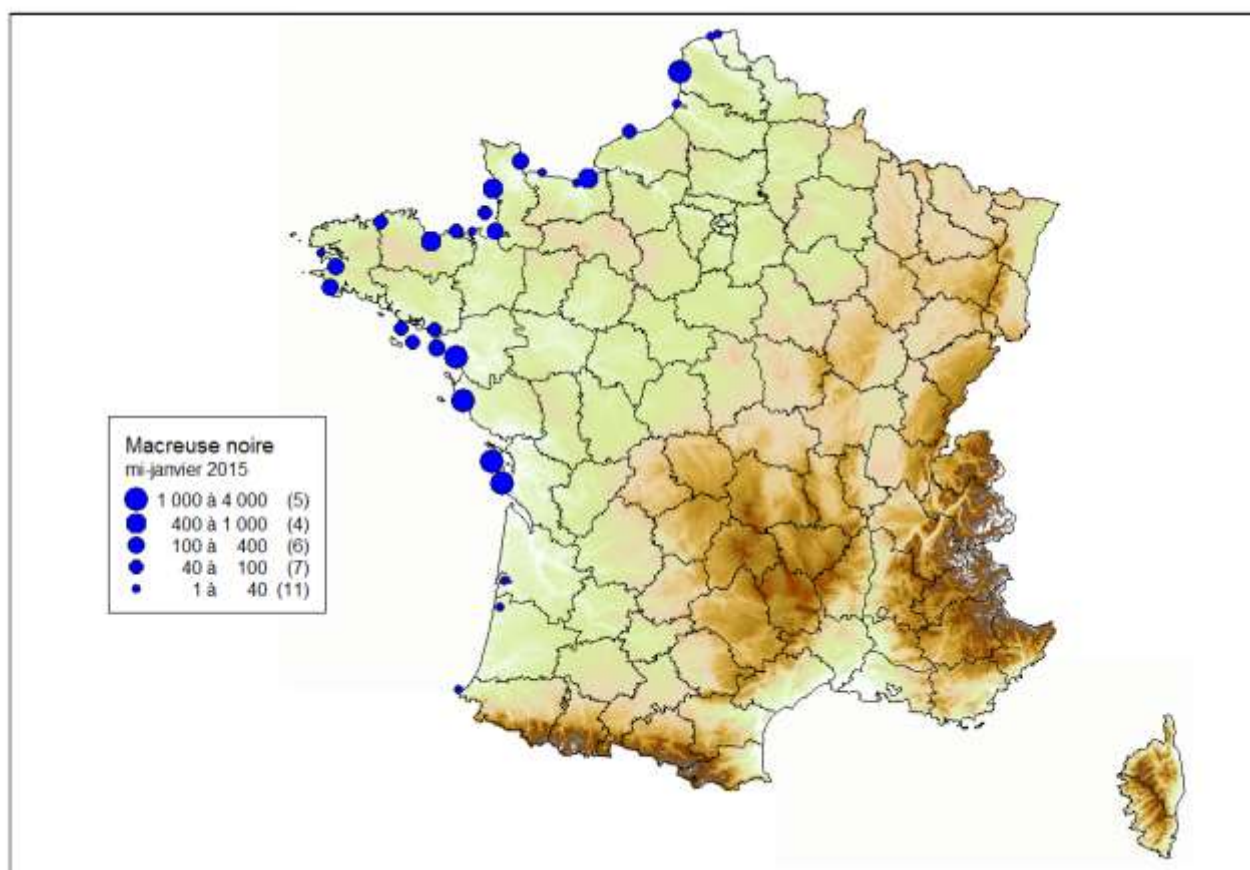 Macreuse noire
mi-janvier 2015
1 000 à 4 000 (5)
400 à 1 000 (4)
100 à 400 (6)
40 à 100 (7)
1 à 40 (11)